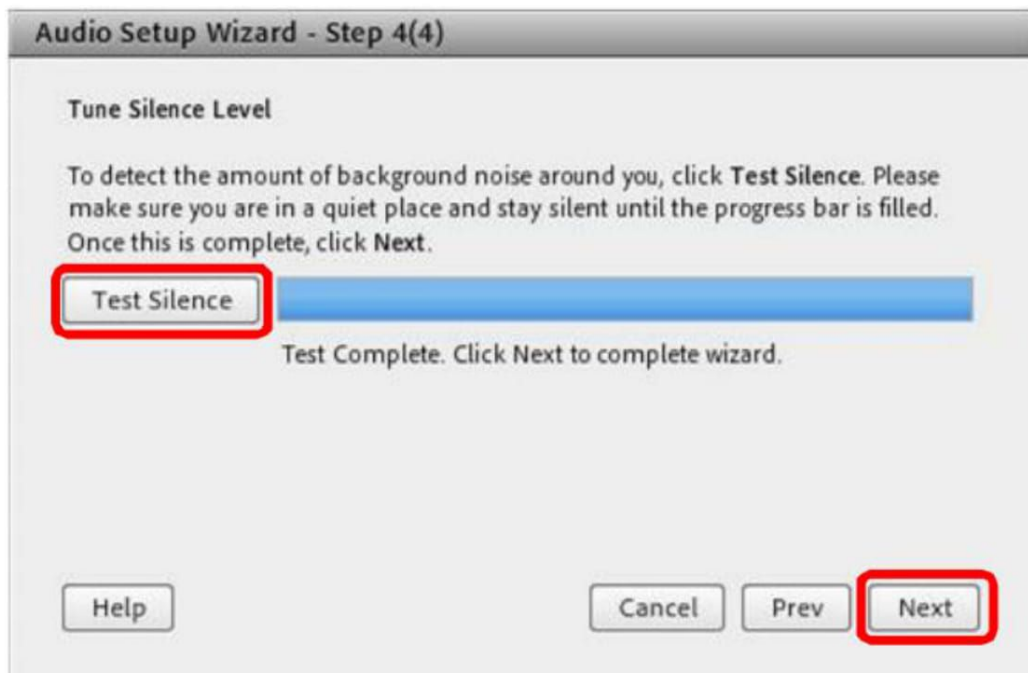 Audio Setup Wizard - Step 4(4)
Tune Silence Level
To detect the amount of background noise around you, click Test Silence. Please
make sure you are in a quiet place and stay silent until the progress bar is filled.
Once this is complete, click Next.
Test Silence
Test Complete. Click Next to complete wizard.
Help Cancel Prev Next